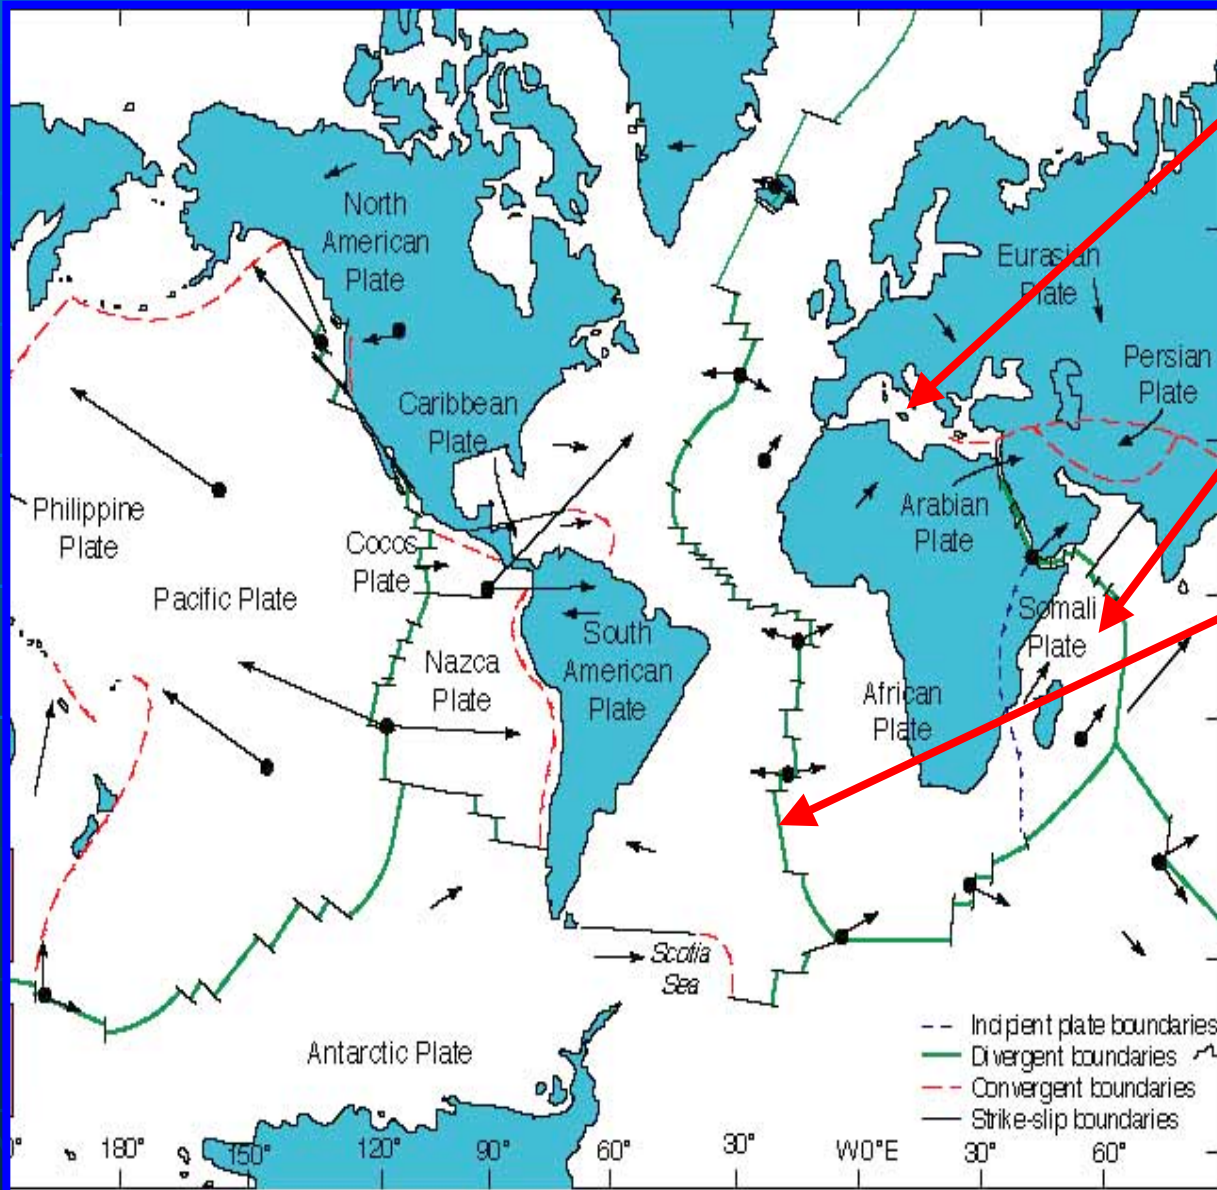 North
American
Plate
Eurasian
Plate
Persian
Plate
Caribbean
Plate
Philippine
Plate
Arabian
Plate
Cocos
Plate
Pacific Plate
Somali
Plate
South
American
Plate
Nazca
Plate
African
Plate
Scotia
Sea
Antarctic Plate
Incipient plate boundaries
Divergent boundaries
Convergent boundaries
Strike-slip boundaries
0° 180° 150° 120° 90° 60° 30° W0°E 30° 60°